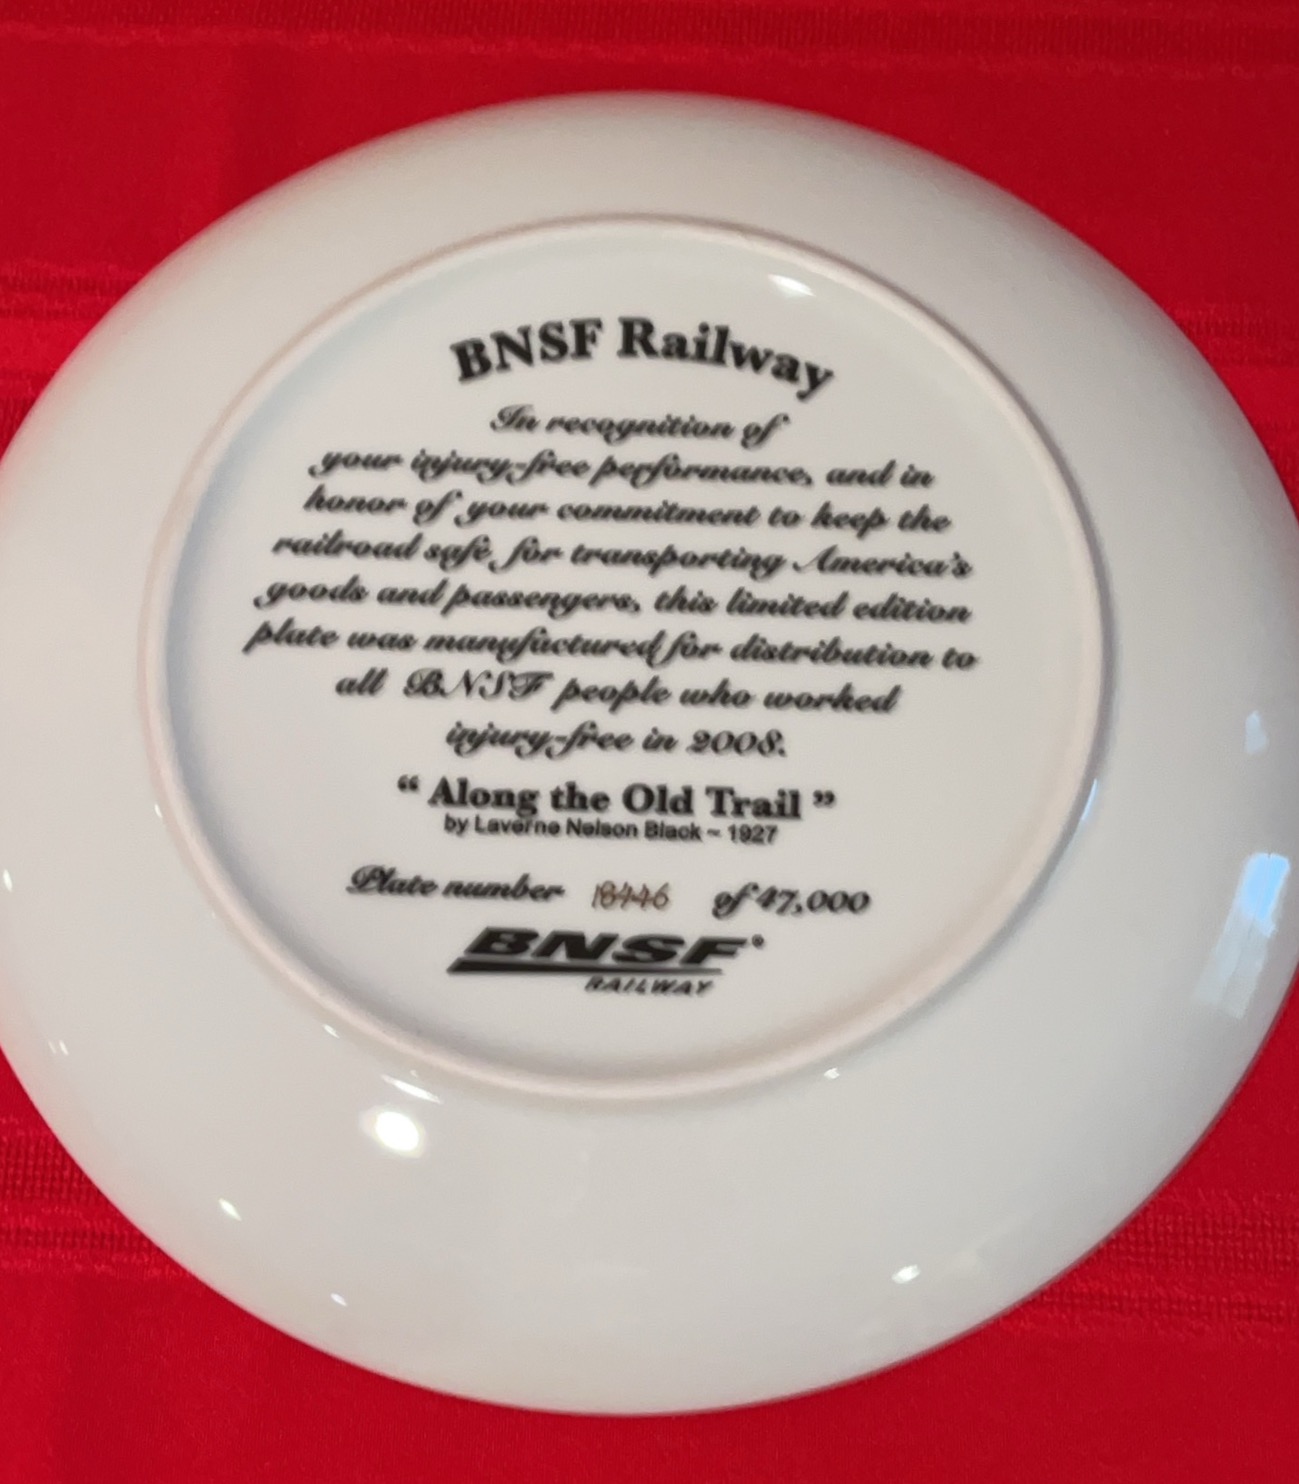 BNSF Railway
In recognition of
your injury-free performance, and in
honor of your commitment to keep the
railroad safe for transporting America's
goods and passengers, this limited edition
plate was manufactured for distribution to
all BNSF people who worked
injury-free in 2008.
“ Along the Old Trail ”
by Laverne Nelson Black ~ 1927
Plate number 18446 of 47,000
BNSF®
RAILWAY